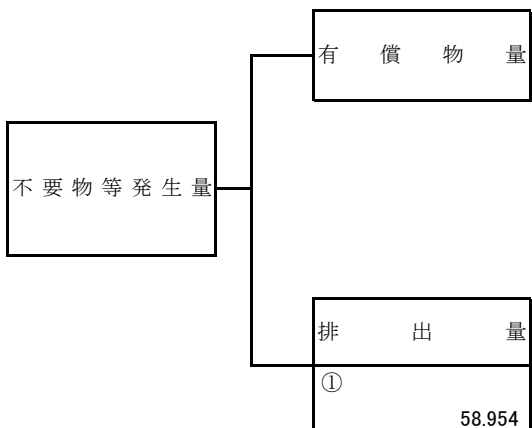 有償物量
不要物等発生量
排出量
①
58.954